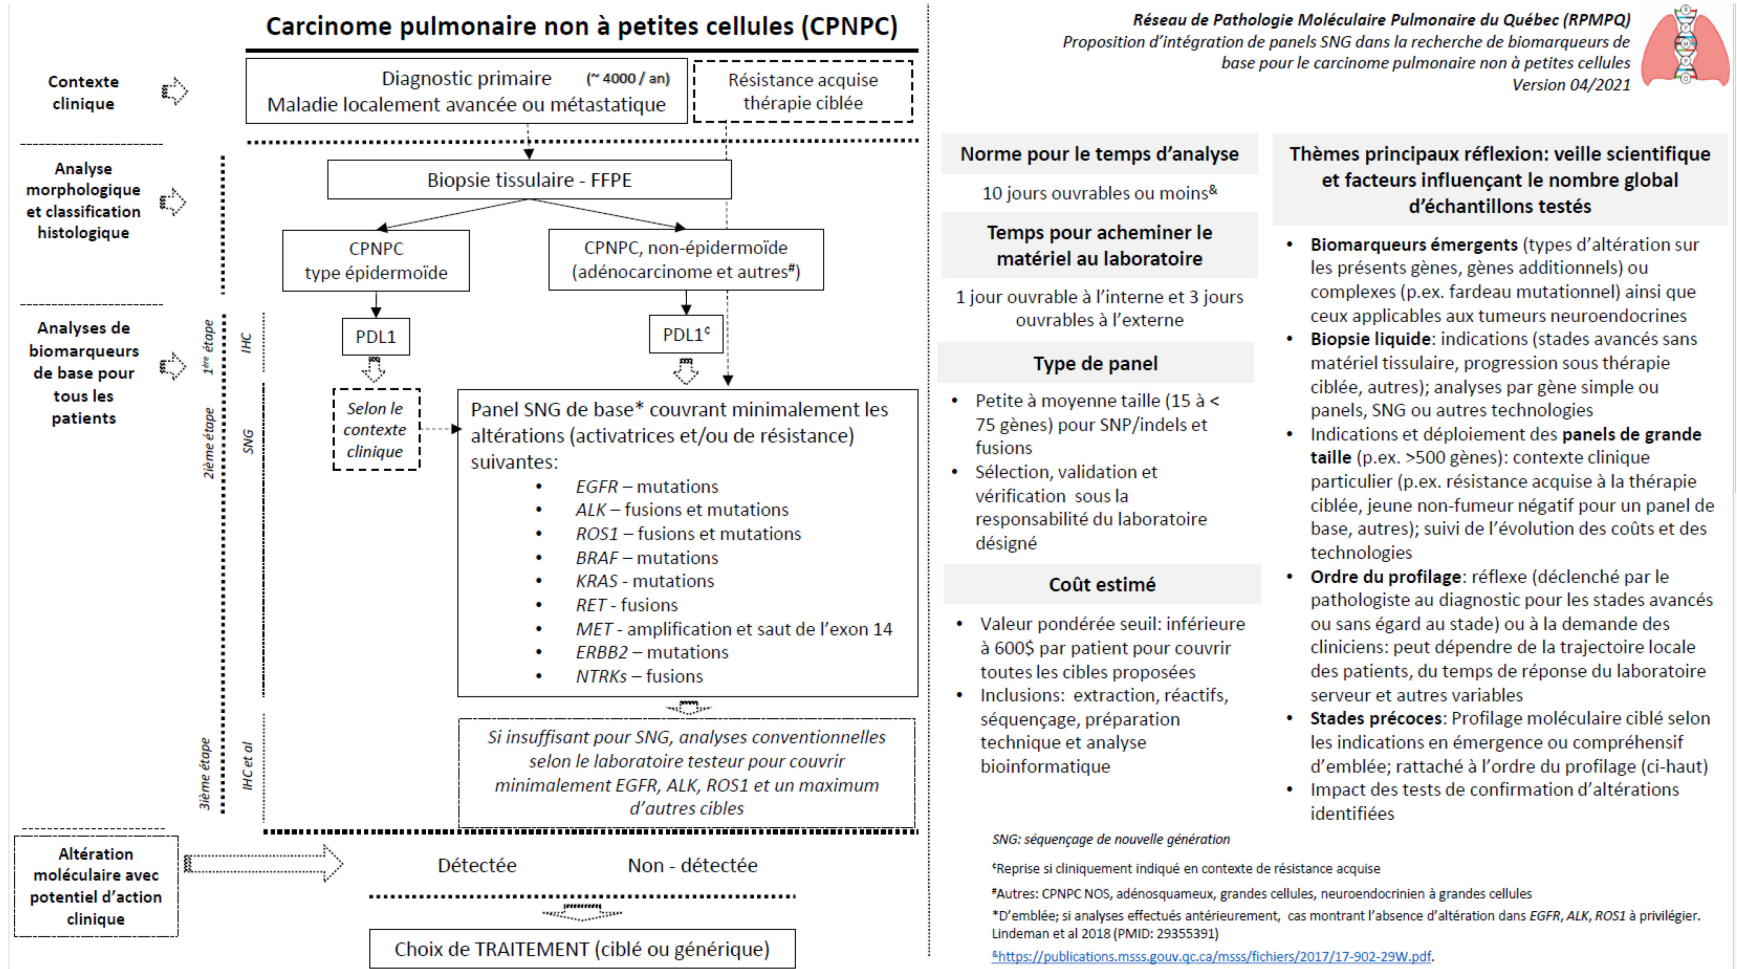 Carcinome pulmonaire non à petites cellules (CPNPC)
Contexte
clinique
Diagnostic primaire (~ 4000 / an)
Maladie localement avancée ou métastatique
Résistance acquise
thérapie ciblée
Analyse
morphologique
et classification
histologique
Biopsie tissulaire - FFPE
CPNPC
type épidermoïde
CPNPC, non-épidermoïde
(adénocarcinome et autres#)
Analyses de
biomarqueurs
de base pour
tous les
patients
1ère étape
IHC
PDL1
PDL1¢
2ième étape
SNG
Selon le
contexte
clinique
Panel SNG de base* couvrant minimalement les
altérations (activatrices et/ou de résistance)
suivantes:
• EGFR – mutations
• ALK – fusions et mutations
• ROS1 – fusions et mutations
• BRAF – mutations
• KRAS - mutations
• RET - fusions
• MET - amplification et saut de l’exon 14
• ERBB2 – mutations
• NTRKs – fusions
3ième étape
IHC et al
Si insuffisant pour SNG, analyses conventionnelles
selon le laboratoire testeur pour couvrir
minimalement EGFR, ALK, ROS1 et un maximum
d’autres cibles
Altération
moléculaire avec
potentiel d’action
clinique
Détectée Non - détectée
Choix de TRAITEMENT (ciblé ou générique)
Réseau de Pathologie Moléculaire Pulmonaire du Québec (RPMPQ)
Proposition d’intégration de panels SNG dans la recherche de biomarqueurs de
base pour le carcinome pulmonaire non à petites cellules
Version 04/2021
R
P
M
P
Q
Norme pour le temps d’analyse
10 jours ouvrables ou moins&
Temps pour acheminer le
matériel au laboratoire
1 jour ouvrable à l’interne et 3 jours
ouvrables à l’externe
Type de panel
• Petite à moyenne taille (15 à <
75 gènes) pour SNP/indels et
fusions
• Sélection, validation et
vérification sous la
responsabilité du laboratoire
désigné
Coût estimé
• Valeur pondérée seuil: inférieure
à 600$ par patient pour couvrir
toutes les cibles proposées
• Inclusions: extraction, réactifs,
séquençage, préparation
technique et analyse
bioinformatique
Thèmes principaux réflexion: veille scientifique
et facteurs influençant le nombre global
d’échantillons testés
• Biomarqueurs émergents (types d’altération sur
les présents gènes, gènes additionnels) ou
complexes (p.ex. fardeau mutationnel) ainsi que
ceux applicables aux tumeurs neuroendocrines
• Biopsie liquide: indications (stades avancés sans
matériel tissulaire, progression sous thérapie
ciblée, autres); analyses par gène simple ou
panels, SNG ou autres technologies
• Indications et déploiement des panels de grande
taille (p.ex. >500 gènes): contexte clinique
particulier (p.ex. résistance acquise à la thérapie
ciblée, jeune non-fumeur négatif pour un panel de
base, autres); suivi de l’évolution des coûts et des
technologies
• Ordre du profilage: réflexe (déclenché par le
pathologiste au diagnostic pour les stades avancés
ou sans égard au stade) ou à la demande des
cliniciens: peut dépendre de la trajectoire locale
des patients, du temps de réponse du laboratoire
serveur et autres variables
• Stades précoces: Profilage moléculaire ciblé selon
les indications en émergence ou compréhensif
d’emblée; rattaché à l’ordre du profilage (ci-haut)
• Impact des tests de confirmation d’altérations
identifiées
SNG: séquençage de nouvelle génération
¢Reprise si cliniquement indiqué en contexte de résistance acquise
#Autres: CPNPC NOS, adénosquameux, grandes cellules, neuroendocrinien à grandes cellules
*D’emblée; si analyses effectués antérieurement, cas montrant l’absence d’altération dans EGFR, ALK, ROS1 à privilégier.
Lindeman et al 2018 (PMID: 29355391)
&https://publications.msss.gouv.qc.ca/msss/fichiers/2017/17-902-29W.pdf.